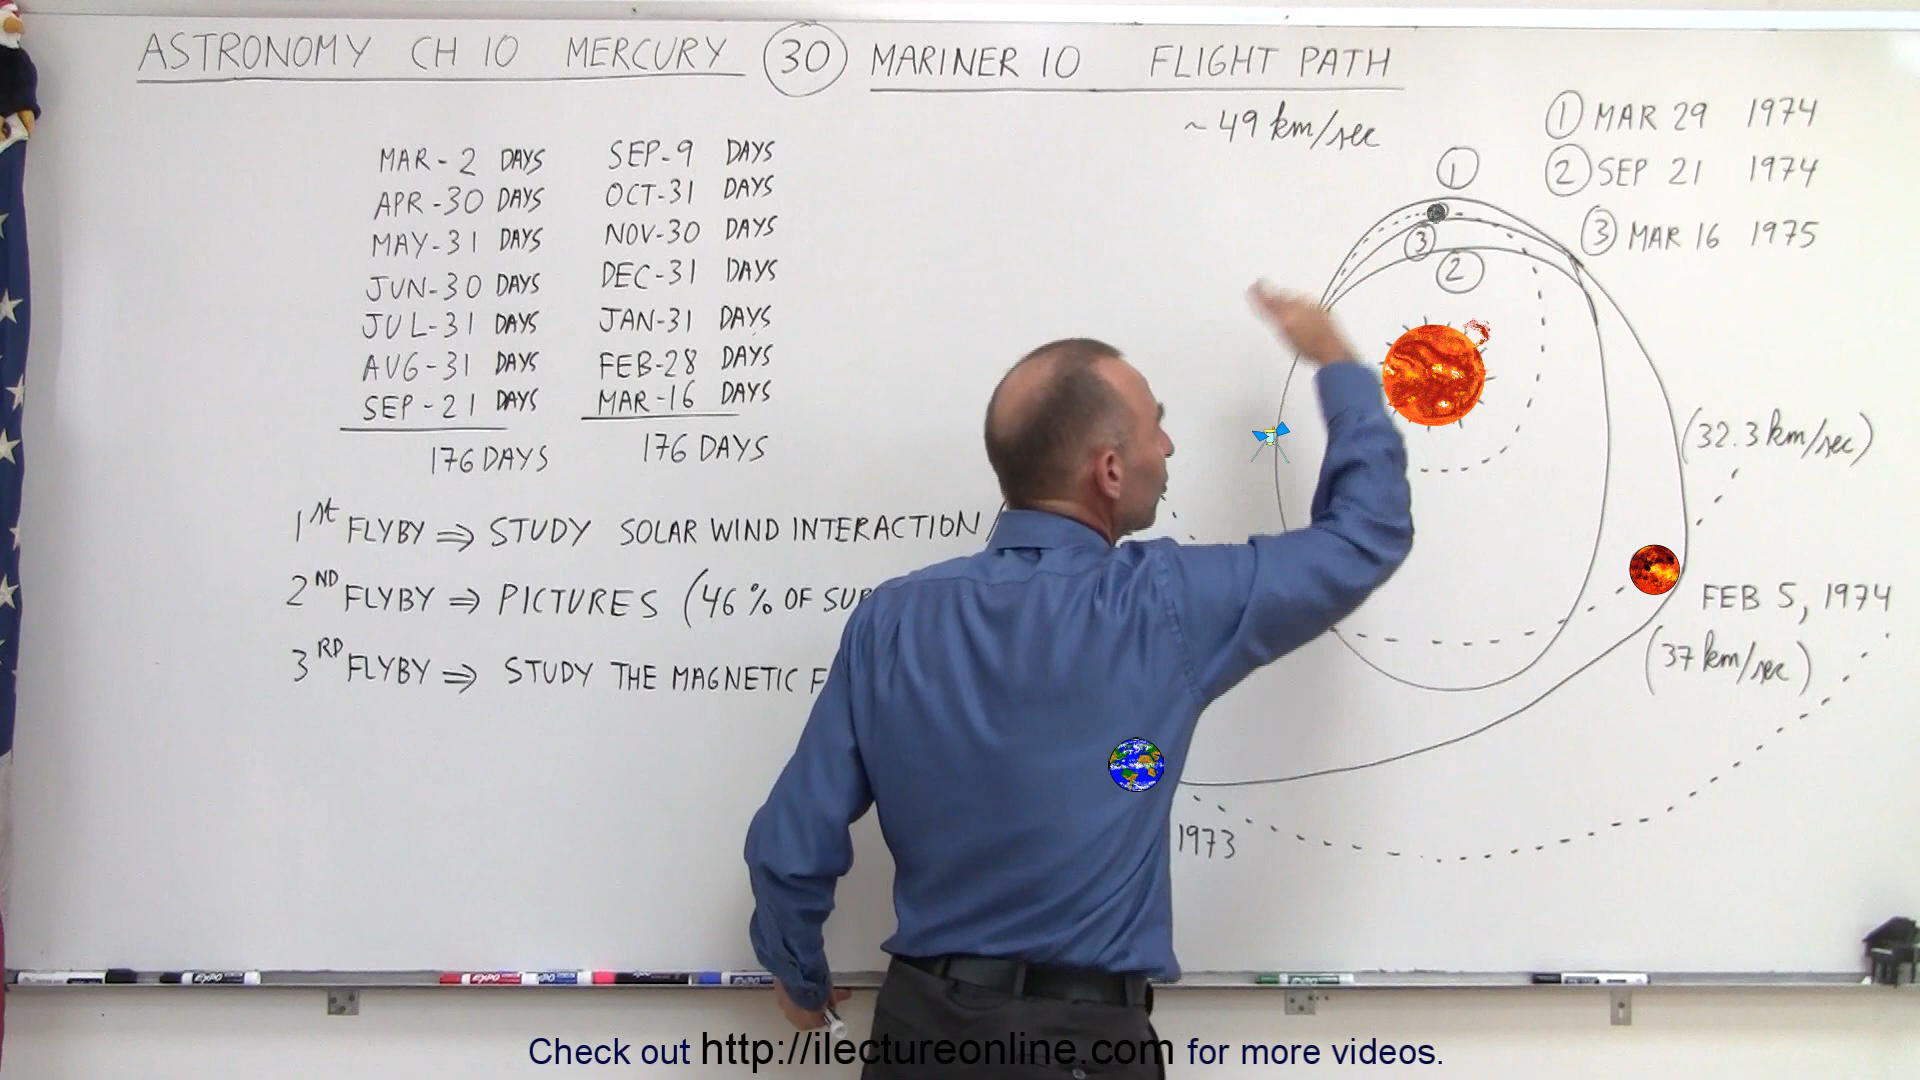 ASTRONOMY CH 10 MERCURY 30 MARINER 10 FLIGHT PATH
~ 49 km/sec
1 MAR 29 1974
2 SEP 21 1974
3 MAR 16 1975
MAR - 2 DAYS
APR - 30 DAYS
MAY - 31 DAYS
JUN - 30 DAYS
JUL - 31 DAYS
AUG - 31 DAYS
SEP - 21 DAYS
176 DAYS
SEP - 9 DAYS
OCT - 31 DAYS
NOV - 30 DAYS
DEC - 31 DAYS
JAN - 31 DAYS
FEB - 28 DAYS
MAR - 16 DAYS
176 DAYS
1
3
2
(32.3 km/sec)
1st FLYBY ⇒ STUDY SOLAR WIND INTERACTION
2ND FLYBY ⇒ PICTURES (46% OF
3RD FLYBY ⇒ STUDY THE MAGNETIC
FEB 5, 1974
(37 km/sec)
1973
EXPO
Check out http://ilectureonline.com for more videos.